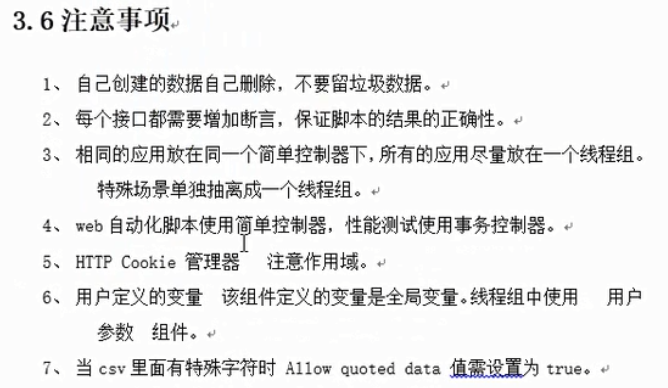 3.6 注意事项
1、 自己创建的数据自己删除，不要留垃圾数据。
2、 每个接口都需要增加断言，保证脚本的结果的正确性。
3、 相同的应用放在同一个简单控制器下，所有的应用尽量放在一个线程组。
特殊场景单独抽离成一个线程组。
4、 web 自动化脚本使用简单控制器，性能测试使用事务控制器。
5、 HTTP Cookie 管理器 注意作用域。
6、 用户定义的变量 该组件定义的变量是全局变量。线程组中使用 用户
参数 组件。
7、 当 csv 里面有特殊字符时 Allow quoted data 值需设置为 true。